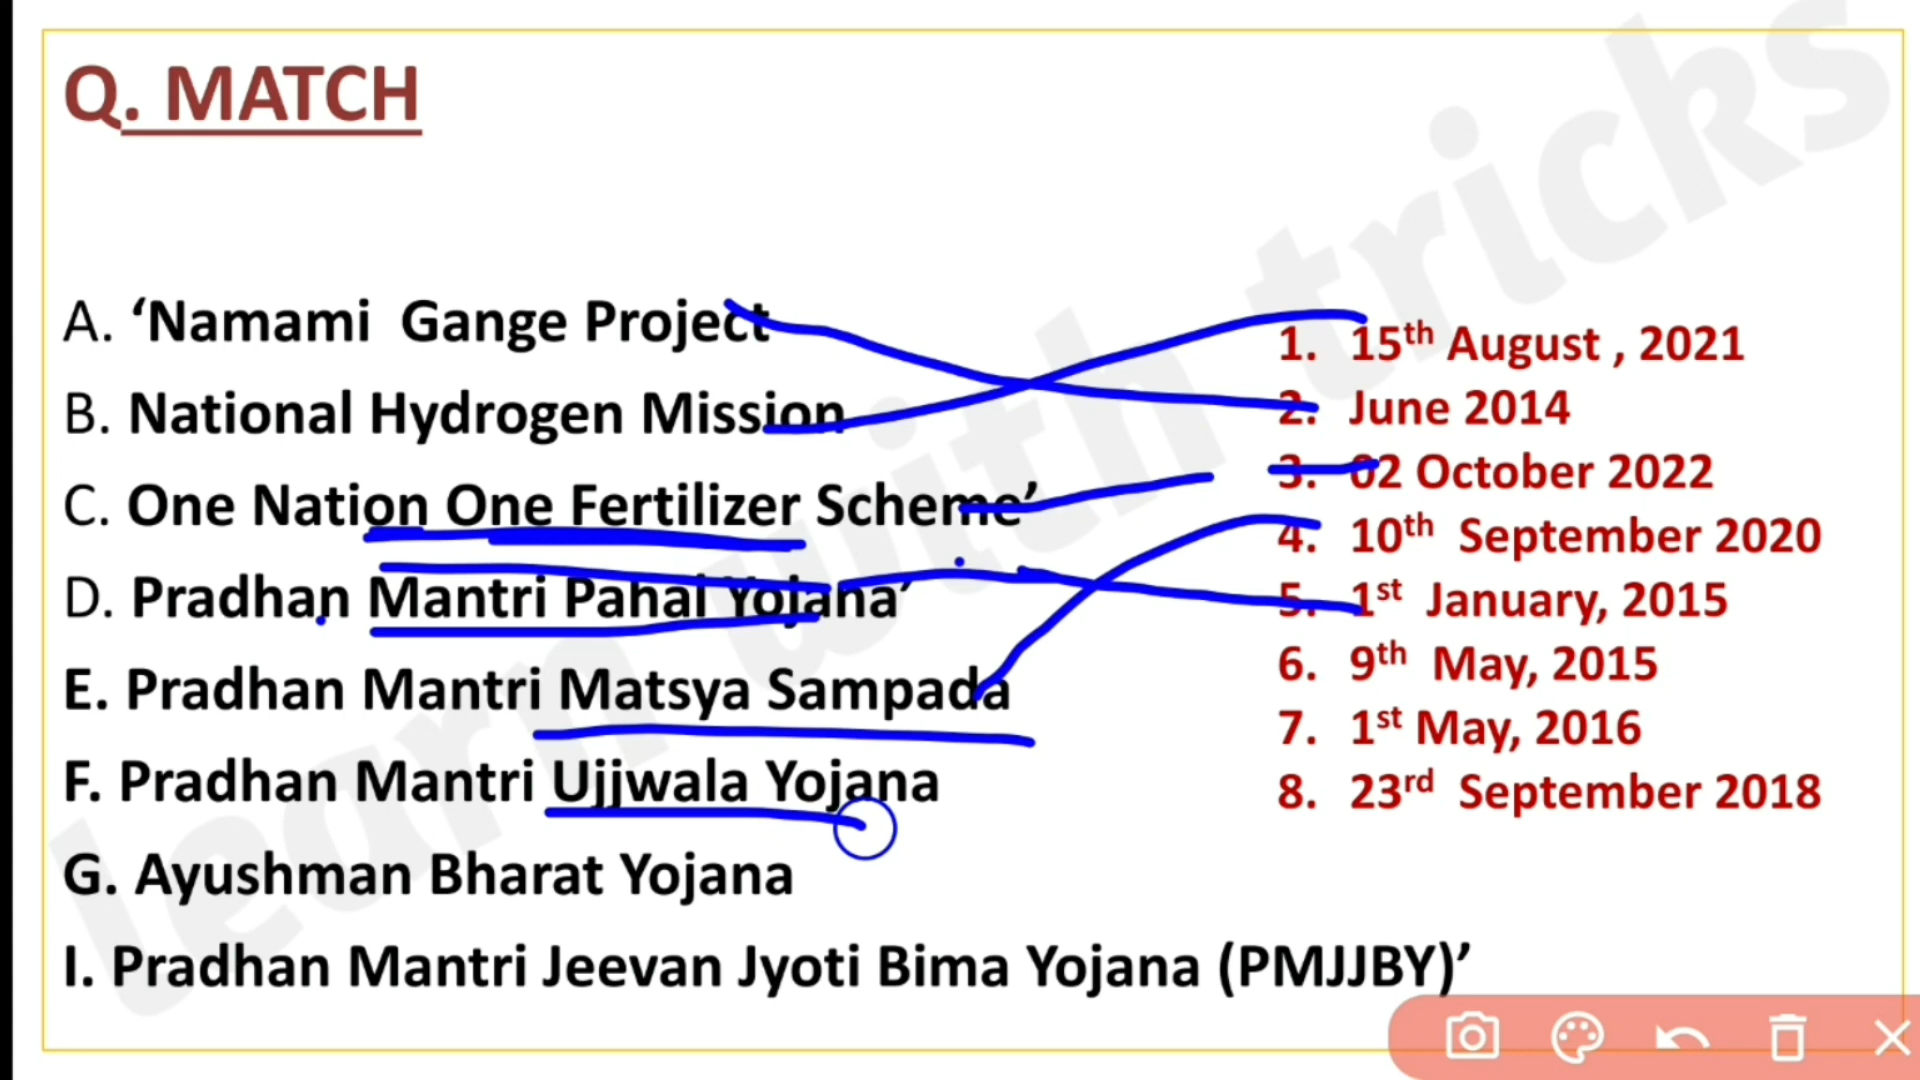 Q. MATCH
A. ‘Namami Gange Project
B. National Hydrogen Mission
C. One Nation One Fertilizer Scheme’
D. Pradhan Mantri Pahal Yojana’
E. Pradhan Mantri Matsya Sampada
F. Pradhan Mantri Ujjwala Yojana
G. Ayushman Bharat Yojana
I. Pradhan Mantri Jeevan Jyoti Bima Yojana (PMJJBY)’
1. 15th August , 2021
2. June 2014
3. 02 October 2022
4. 10th September 2020
5. 1st January, 2015
6. 9th May, 2015
7. 1st May, 2016
8. 23rd September 2018
learn with tricks